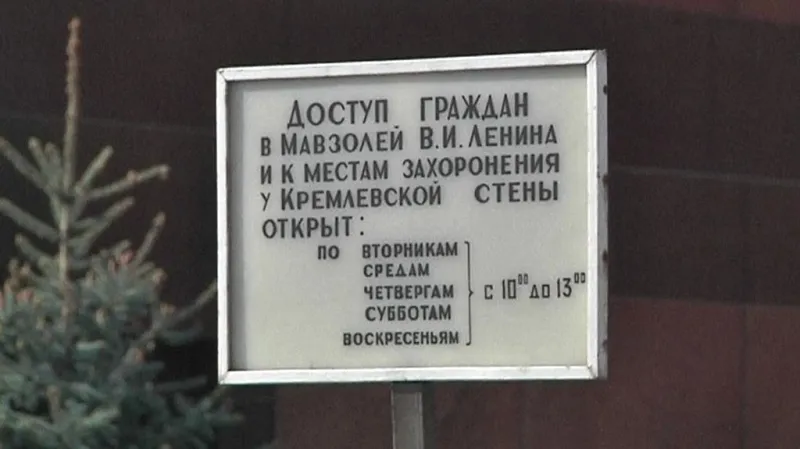 Доступ граждан
в Мавзолей В.И. Ленина
и к местам захоронения
у Кремлевской стены
открыт:
по вторникам
средам
четвергам
субботам
воскресеньям
с 10⁰⁰ до 13⁰⁰